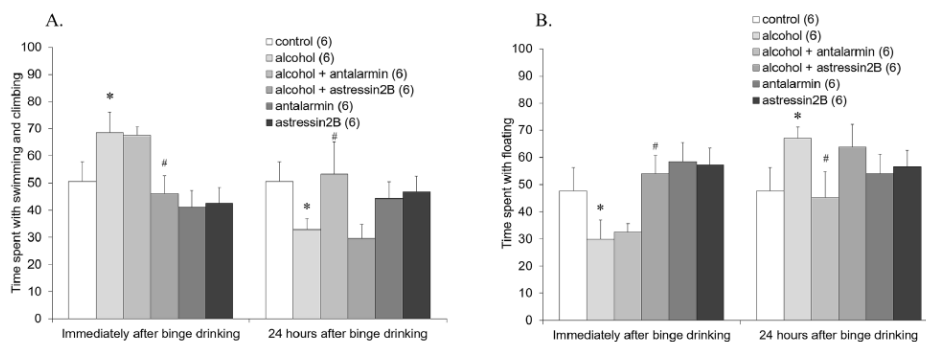 A.
control (6)
alcohol (6)
alcohol + antalarmin (6)
alcohol + astressin2B (6)
antalarmin (6)
astressin2B (6)
Time spent with swimming and climbing
100
90
80
70
60
50
40
30
20
10
0
*
#
*
#
Immediately after binge drinking
24 hours after binge drinking
B.
control (6)
alcohol (6)
alcohol + antalarmin (6)
alcohol + astressin2B (6)
antalarmin (6)
astressin2B (6)
Time spent with floating
100
90
80
70
60
50
40
30
20
10
0
*
#
*
#
Immediately after binge drinking
24 hours after binge drinking